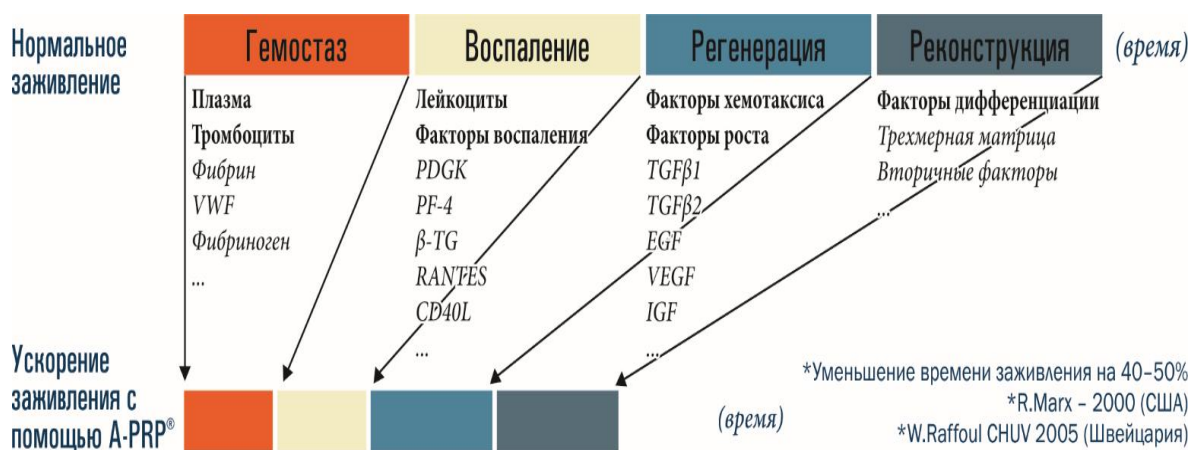 Нормальное
заживление
Гемостаз
Воспаление
Регенерация
Реконструкция
(время)
Плазма
Тромбоциты
Фибрин
VWF
Фибриноген
...
Лейкоциты
Факторы воспаления
PDGK
PF-4
β-TG
RANTES
CD40L
...
Факторы хемотаксиса
Факторы роста
TGFβ1
TGFβ2
EGF
VEGF
IGF
...
Факторы дифференциации
Трехмерная матрица
Вторичные факторы
...
Ускорение
заживления с
помощью A-PRP®
(время)
*Уменьшение времени заживления на 40–50%
*R.Marx – 2000 (США)
*W.Raffoul CHUV 2005 (Швейцария)